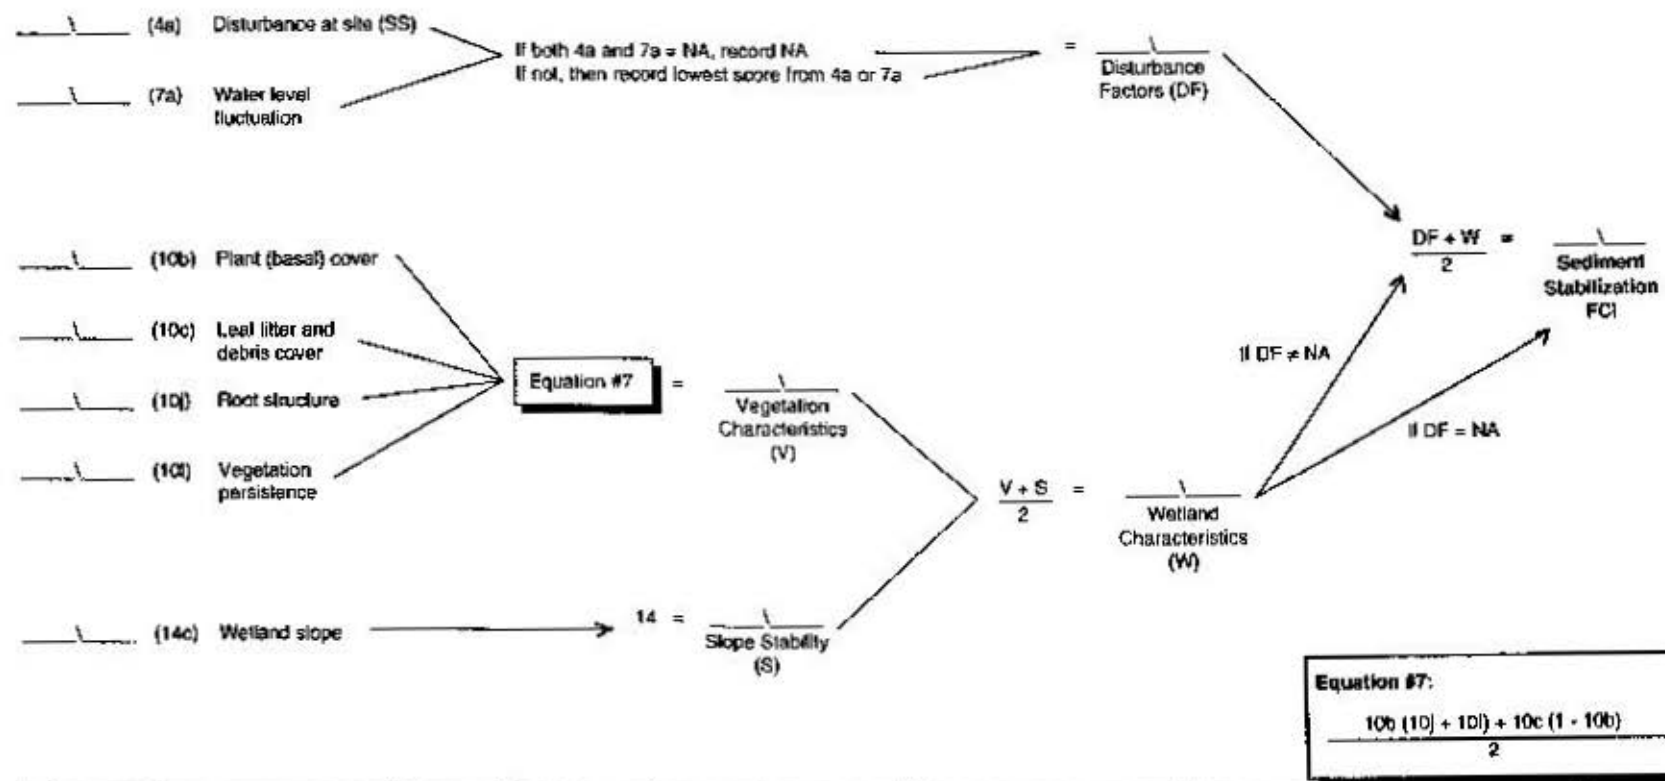 (4a) Disturbance at site (SS)
If both 4a and 7a = NA, record NA
If not, then record lowest score from 4a or 7a
=
Disturbance
Factors (DF)
(7a) Water level
fluctuation
(10b) Plant (basal) cover
(10c) Leaf litter and
debris cover
(10j) Root structure
(10l) Vegetation
persistence
Equation #7 =
Vegetation
Characteristics
(V)
(14c) Wetland slope
14 =
Slope Stability
(S)
V + S
2
=
Wetland
Characteristics
(W)
If DF ≠ NA
If DF = NA
DF + W
2
=
Sediment
Stabilization
FCI
Equation #7:
10b (10j + 10l) + 10c (1 - 10b)
2